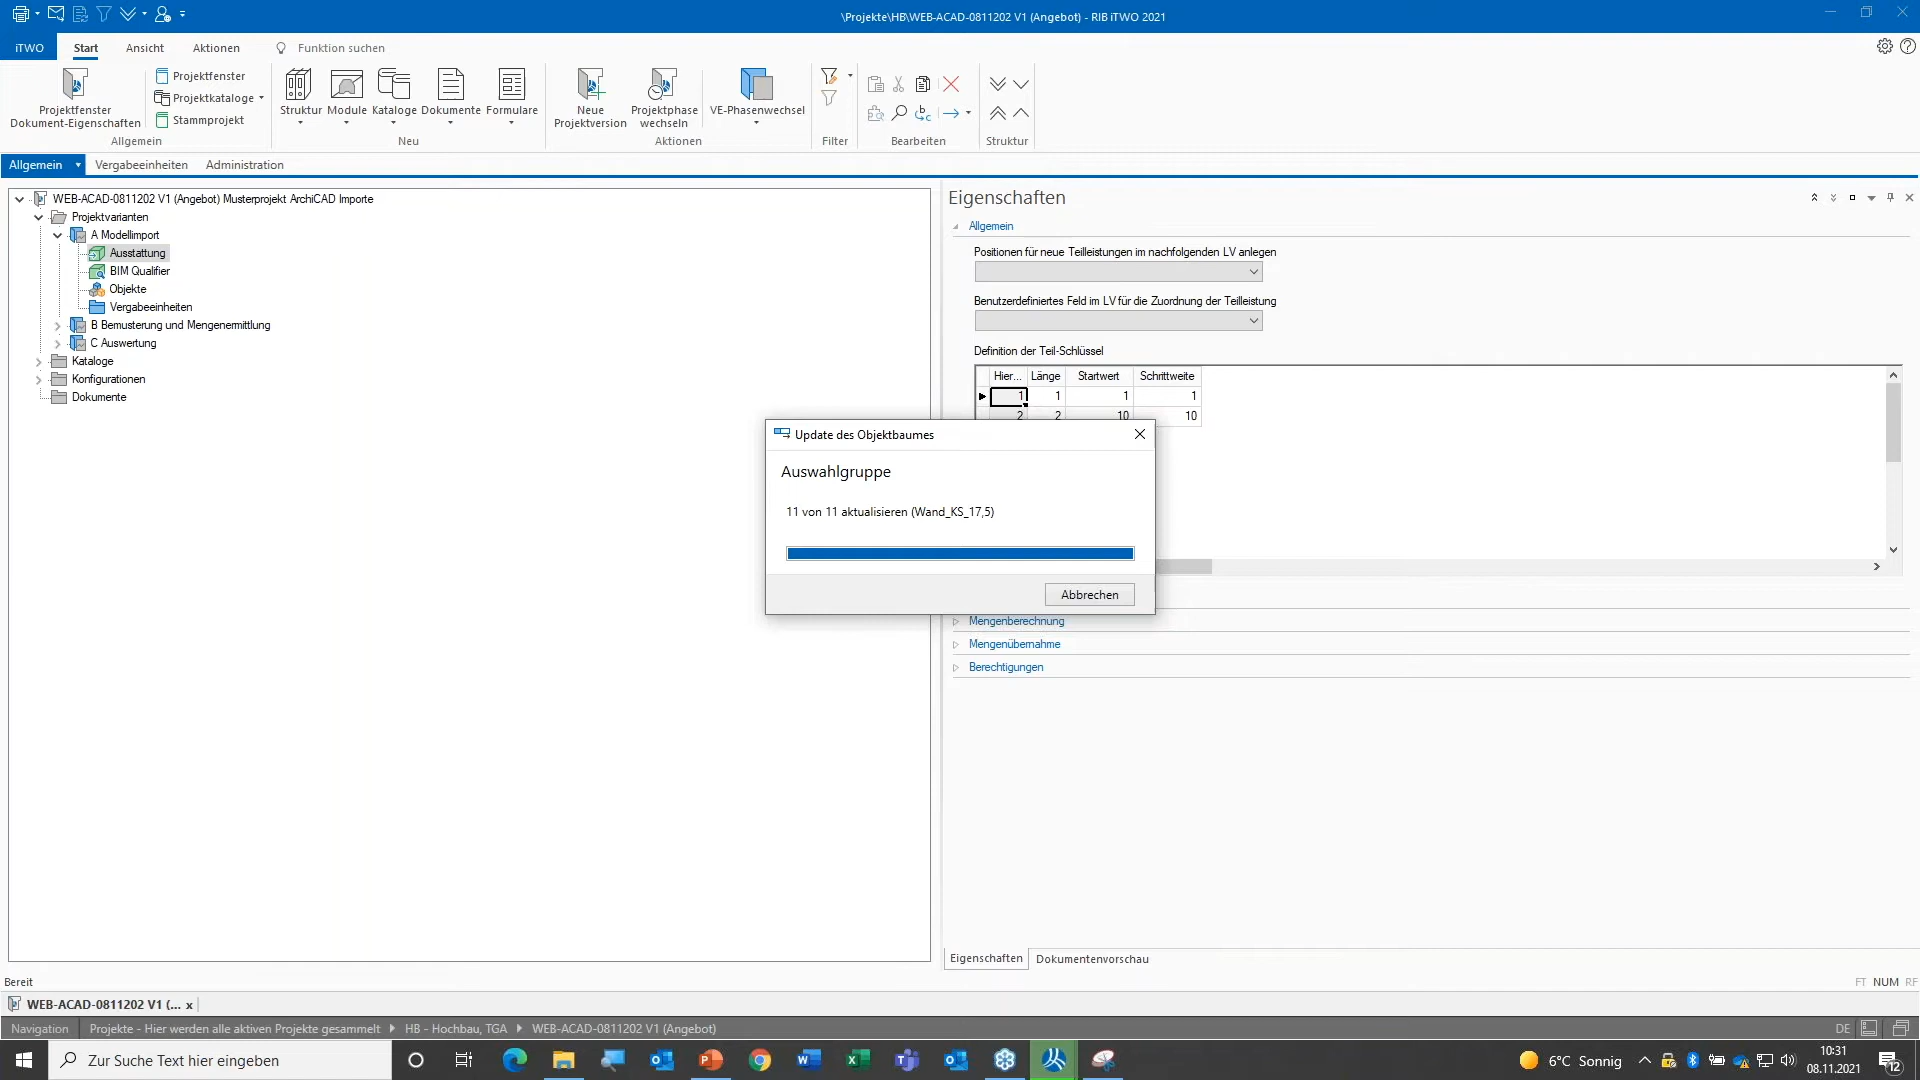 \Projekte\HB\WEB-ACAD-0811202 V1 (Angebot) - RIB iTWO 2021
iTWO
Start
Ansicht
Aktionen
Funktion suchen
Projektfenster
Dokument-Eigenschaften
Projektfenster
Projektkataloge
Stammprojekt
Allgemein
Struktur
Module
Kataloge
Dokumente
Formulare
Neu
Neue
Projektversion
Projektphase
wechseln
VE-Phasenwechsel
Aktionen
Filter
Bearbeiten
Struktur
Allgemein
Vergabeeinheiten
Administration
WEB-ACAD-0811202 V1 (Angebot) Musterprojekt ArchiCAD Importe
Projektvarianten
A Modellimport
Ausstattung
BIM Qualifier
Objekte
Vergabeeinheiten
B Bemusterung und Mengenermittlung
C Auswertung
Kataloge
Konfigurationen
Dokumente
Eigenschaften
Allgemein
Positionen für neue Teilleistungen im nachfolgenden LV anlegen
Benutzerdefiniertes Feld im LV für die Zuordnung der Teilleistung
Definition der Teil-Schlüssel
Hier... Länge Startwert Schrittweite
1 1 1 1
2 2 10 10
Update des Objektbaumes
Auswahlgruppe
11 von 11 aktualisieren (Wand_KS_17,5)
Abbrechen
Mengenberechnung
Mengenübernahme
Berechtigungen
Eigenschaften
Dokumentenvorschau
Bereit
FT NUM RF
WEB-ACAD-0811202 V1 (... x
Navigation
Projekte - Hier werden alle aktiven Projekte gesammelt
HB - Hochbau, TGA
WEB-ACAD-0811202 V1 (Angebot)
DE
Zur Suche Text hier eingeben
6°C Sonnig
10:31
08.11.2021
12